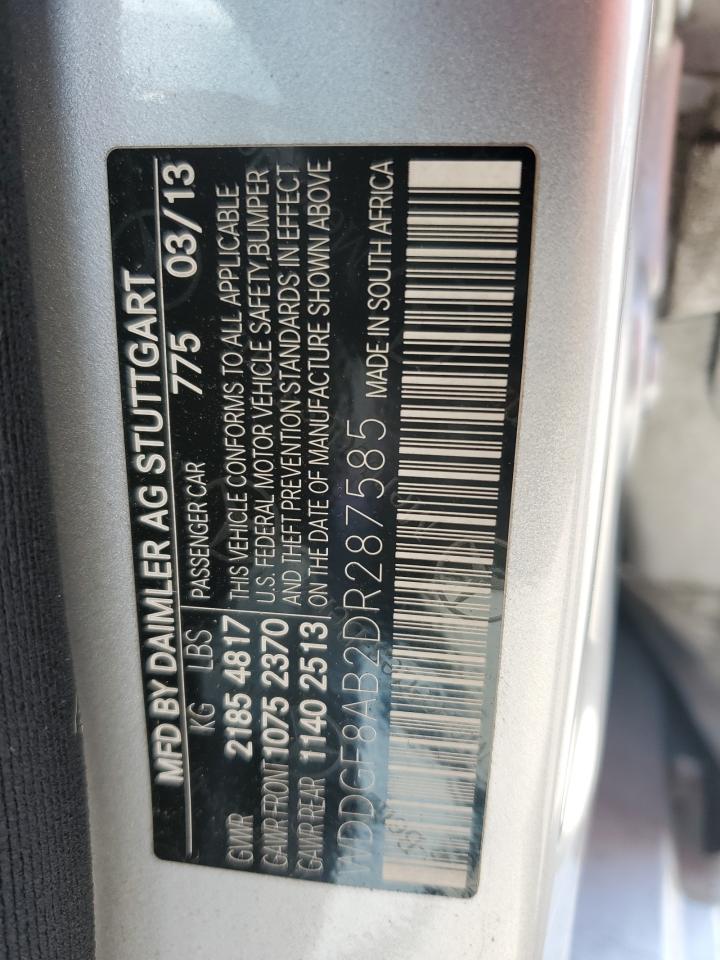 MFD BY DAIMLER AG STUTTGART
KG LBS PASSENGER CAR 775 03/13
GVWR 2185 4817 THIS VEHICLE CONFORMS TO ALL APPLICABLE
GAWR FRONT 1075 2370 U.S. FEDERAL MOTOR VEHICLE SAFETY,BUMPER
GAWR REAR 1140 2513 AND THEFT PREVENTION STANDARDS IN EFFECT
ON THE DATE OF MANUFACTURE SHOWN ABOVE
WDDGF8AB2DR287585 MADE IN SOUTH AFRICA